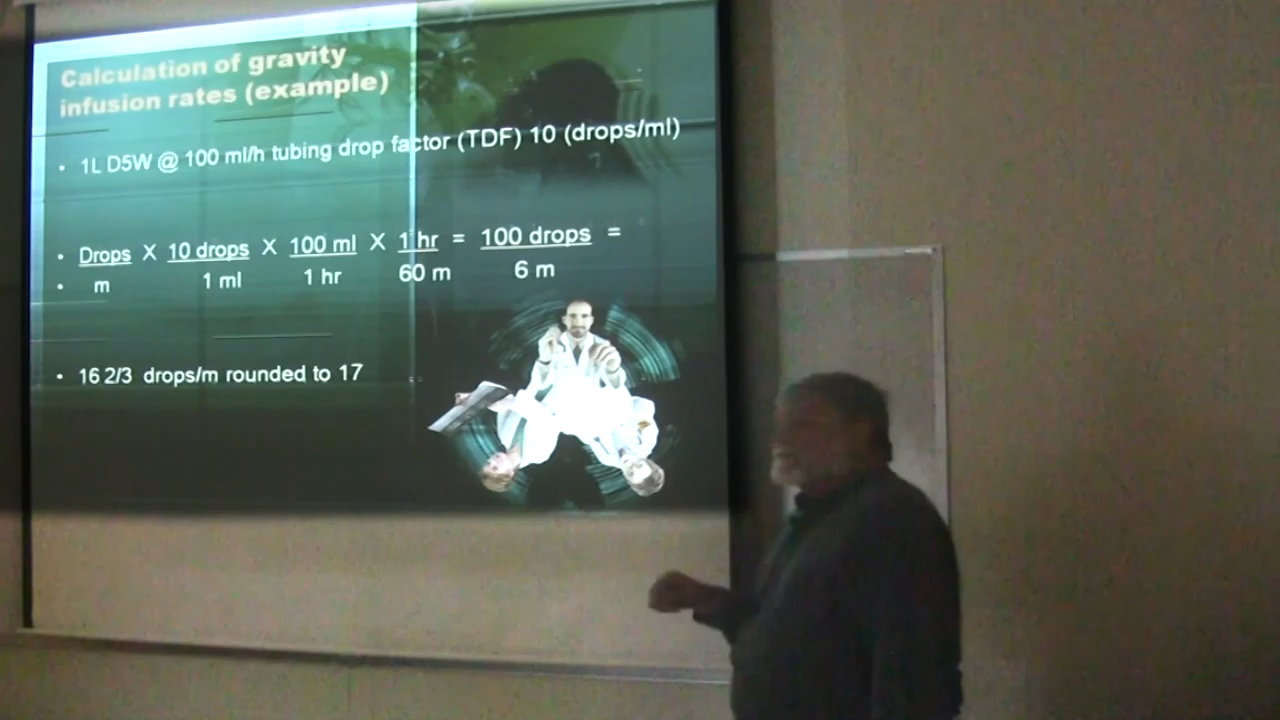 Calculation of gravity
infusion rates (example)
• 1L D5W @ 100 ml/h tubing drop factor (TDF) 10 (drops/ml)
• Drops X 10 drops X 100 ml X 1 hr = 100 drops =
• m 1 ml 1 hr 60 m 6 m
• 16 2/3 drops/m rounded to 17